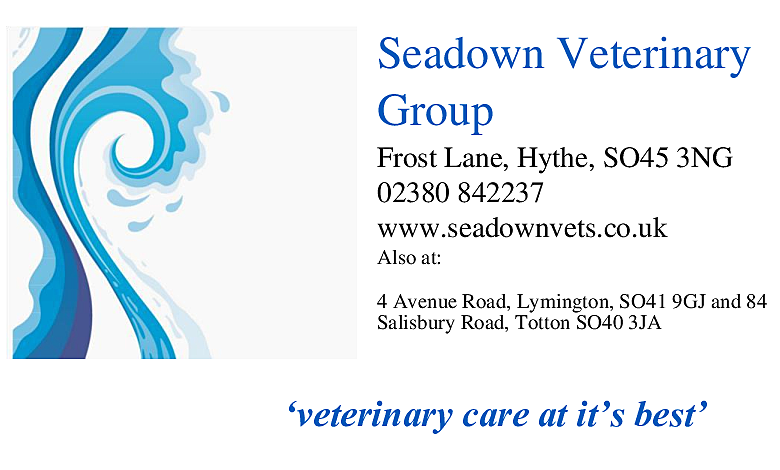 Seadown Veterinary
Group
Frost Lane, Hythe, SO45 3NG
02380 842237
www.seadownvets.co.uk
Also at:
4 Avenue Road, Lymington, SO41 9GJ and 84
Salisbury Road, Totton SO40 3JA
‘veterinary care at it’s best’